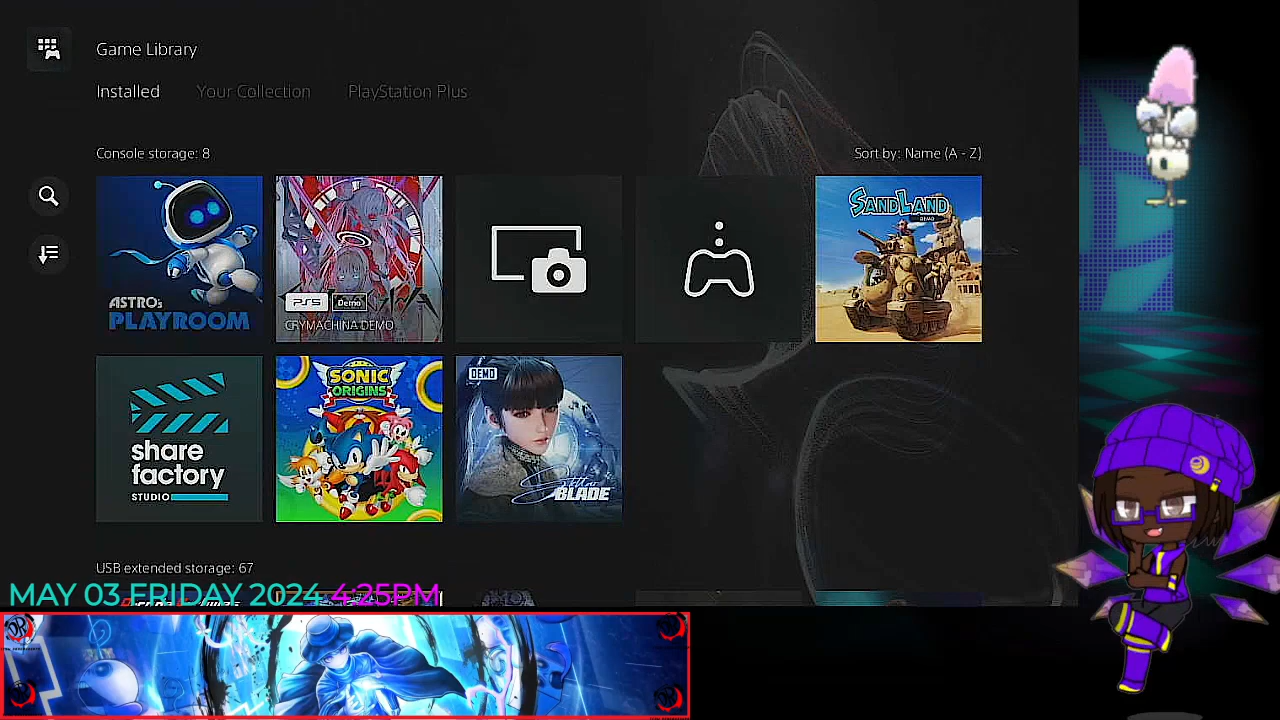 Game Library
Installed
Your Collection
PlayStation Plus
Console storage: 8
Sort by: Name (A - Z)
ASTRO's
PLAYROOM
PS5
Demo
CRYMACHINA DEMO
SAND LAND
DEMO
share
factory
STUDIO
SONIC
ORIGINS
DEMO
Stellar
BLADE
USB extended storage: 67
MAY 03 FRIDAY 2024 4:25PM